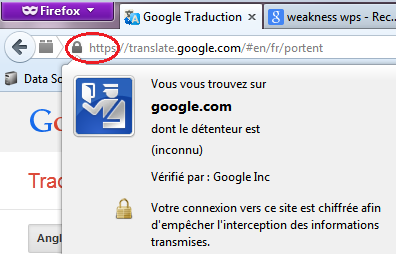 Firefox
Google Traduction
weakness wps - Rec...
https://translate.google.com/#en/fr/portent
Data So
Vous vous trouvez sur
google.com
dont le détenteur est
(inconnu)
Vérifié par : Google Inc
Votre connexion vers ce site est chiffrée afin
d'empêcher l'interception des informations
transmises.
Go
Trad
Angl